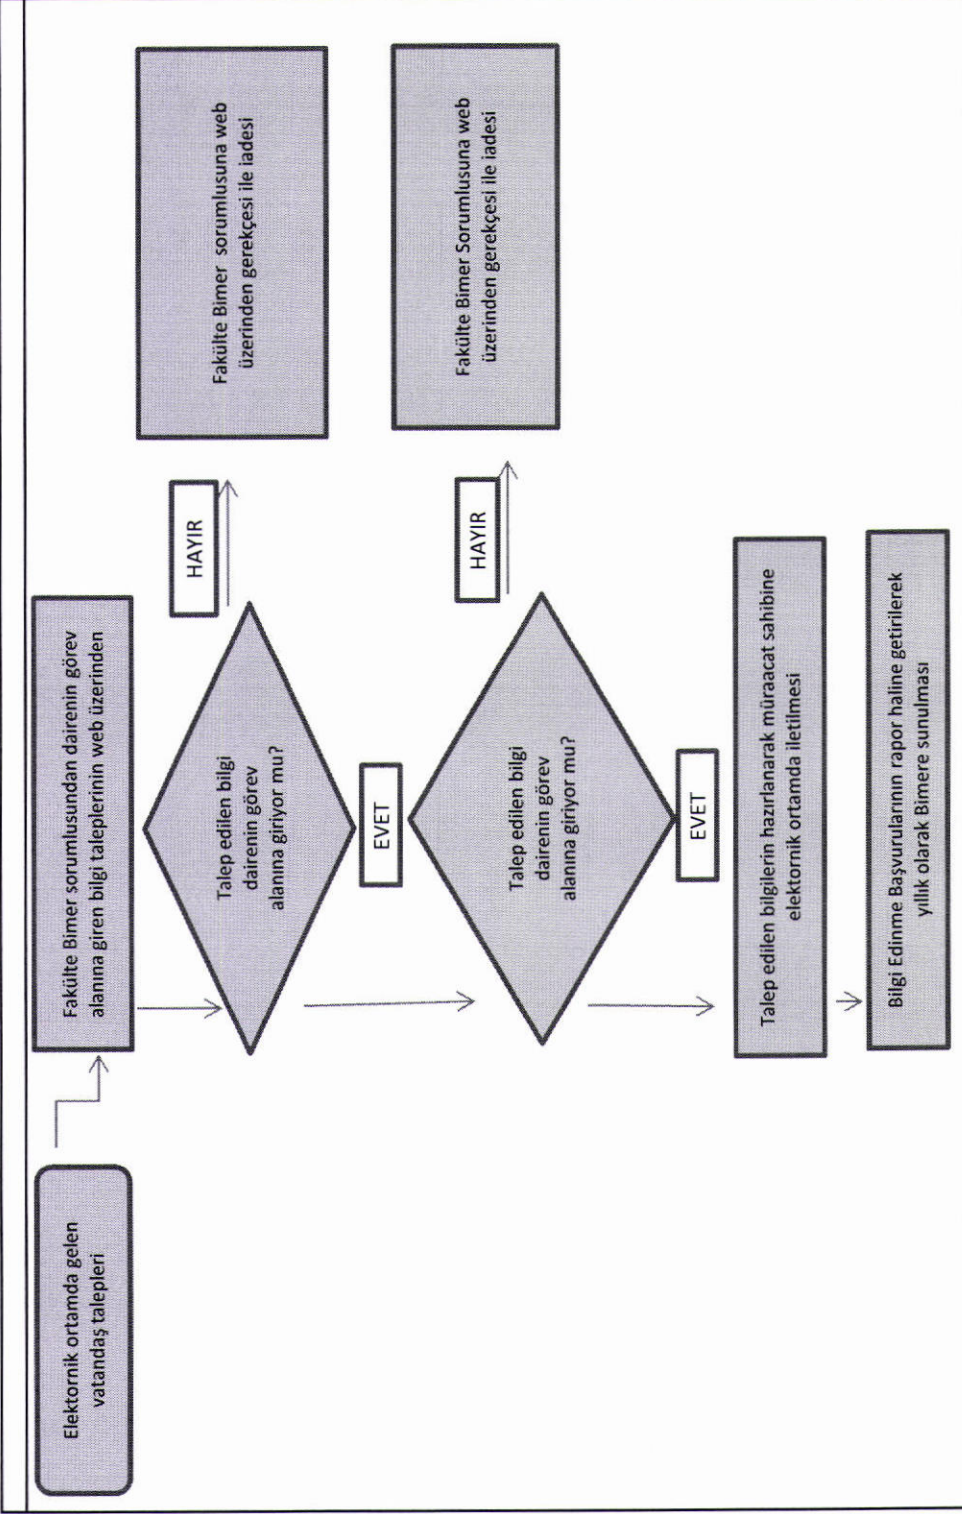 Elektornik ortamda gelen
vatandaş talepleri
Fakülte Bimer sorumlusundan dairenin görev
alanına giren bilgi taleplerinin web üzerinden
Talep edilen bilgi
dairenin görev
alanına giriyor mu?
HAYIR
Fakülte Bimer sorumlusuna web
üzerinden gerekçesi ile iadesi
EVET
Talep edilen bilgi
dairenin görev
alanına giriyor mu?
HAYIR
Fakülte Bimer Sorumlusuna web
üzerinden gerekçesi ile iadesi
EVET
Talep edilen bilgilerin hazırlanarak müraacat sahibine
elektornik ortamda iletilmesi
Bilgi Edinme Başvurularının rapor haline getirilerek
yıllık olarak Bimere sunulması